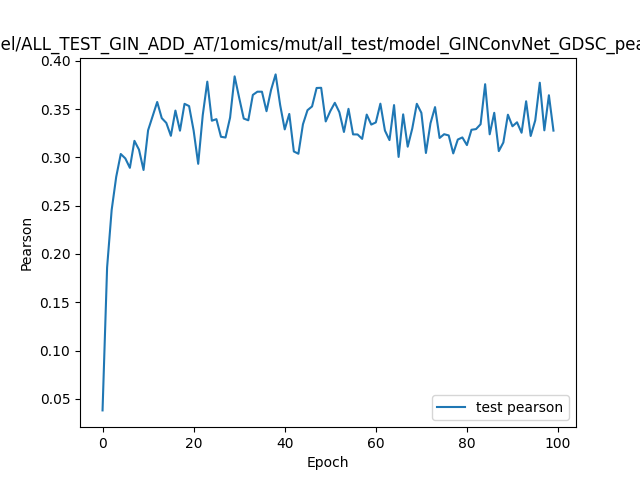 el/ALL_TEST_GIN_ADD_AT/1omics/mut/all_test/model_GINConvNet_GDSC_pea
0.40
0.35
0.30
0.25
0.20
0.15
0.10
0.05
Pearson
test pearson
0 20 40 60 80 100
Epoch